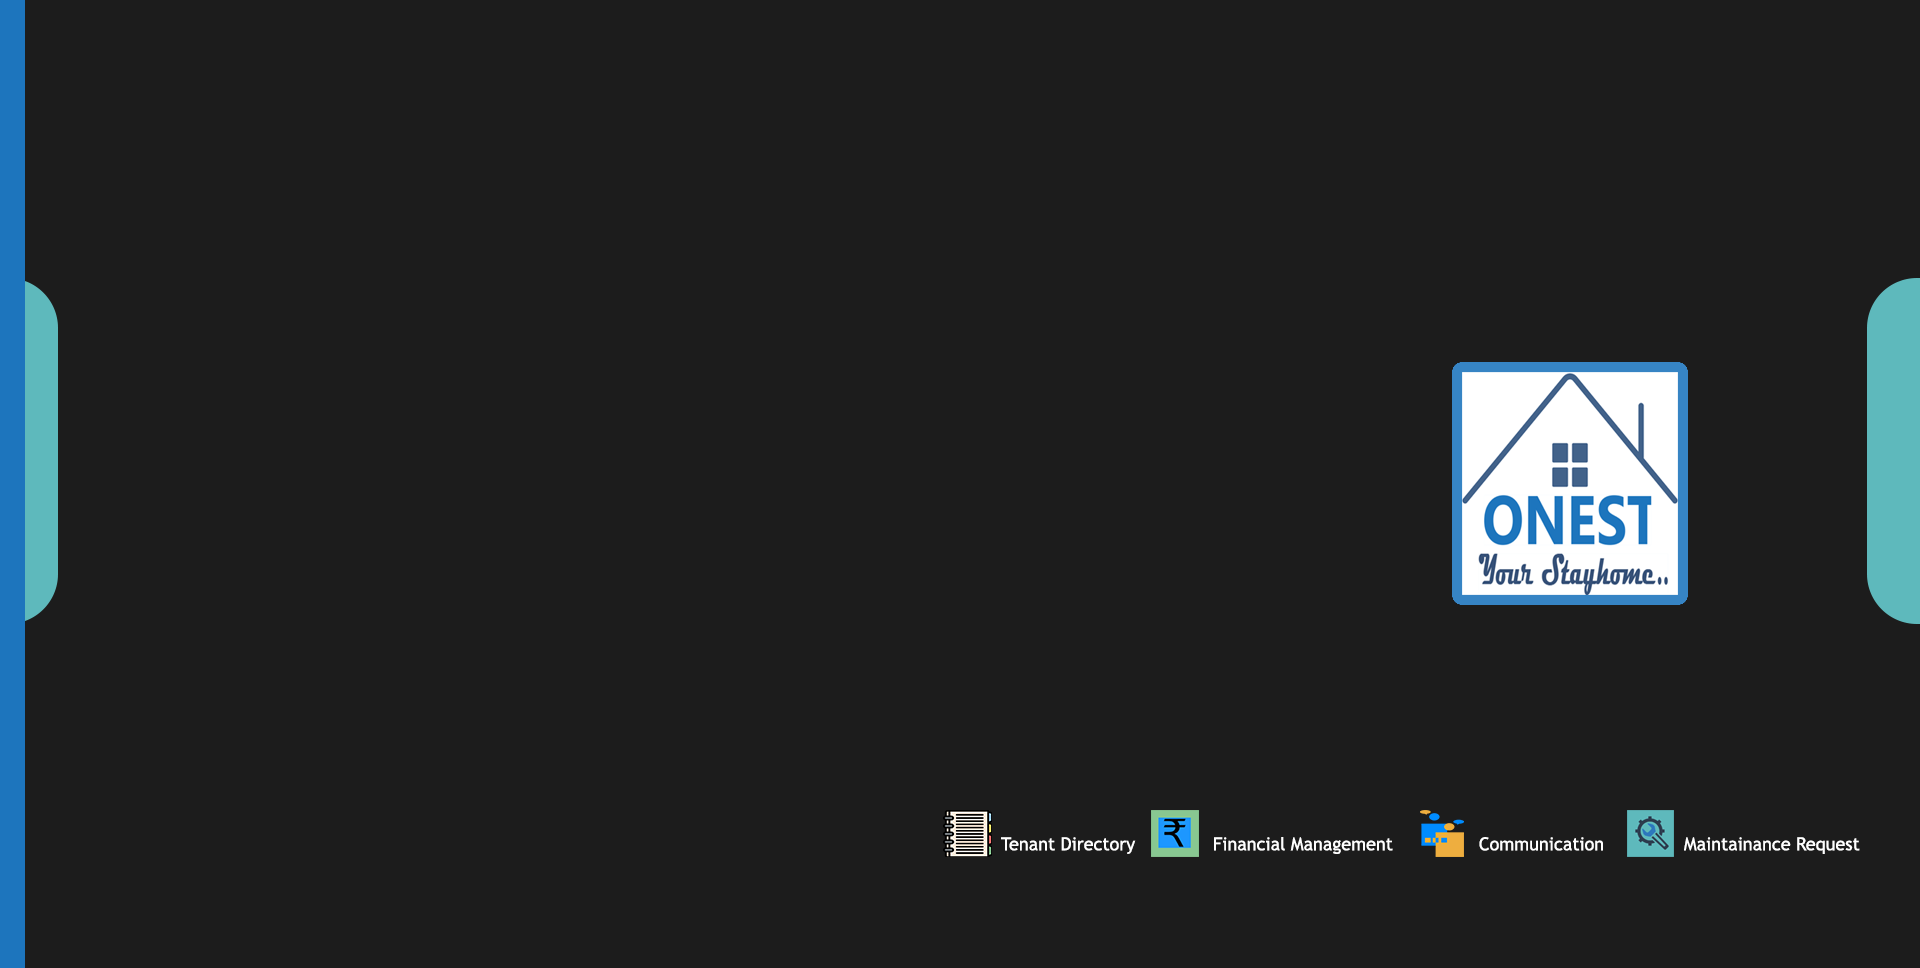 ONEST
Your Stayhome..
Tenant Directory
₹
Financial Management
Communication
Maintainance Request